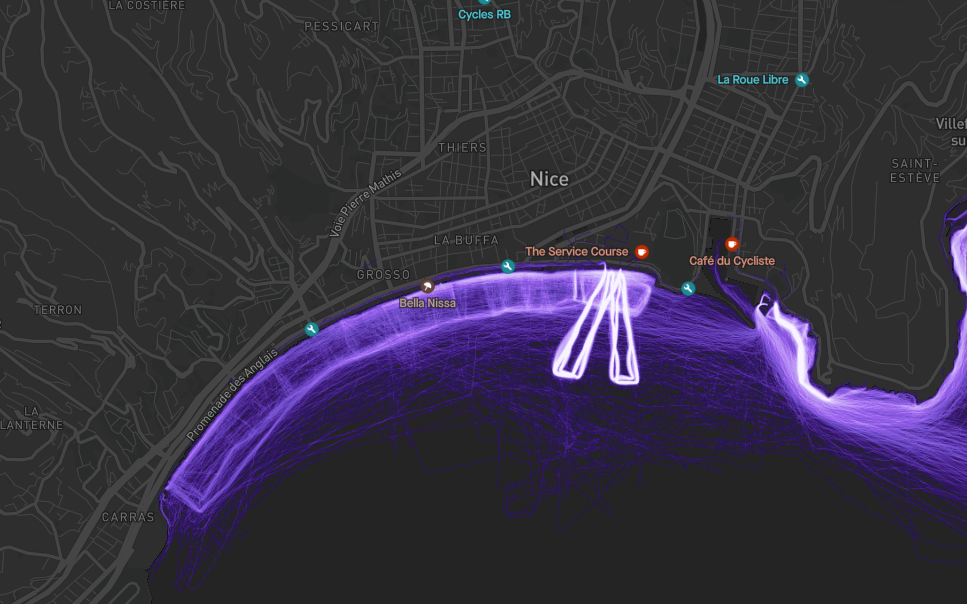 LA COSTIÈRE
Cycles RB
PESSICART
La Roue Libre
Villef
su
THIERS
SAINT-
ESTÈVE
Nice
Voie Pierre Mathis
LA BUFFA
The Service Course
Café du Cycliste
GROSSO
Bella Nissa
TERRON
Promenade des Anglais
LA
LANTERNE
CARRAS